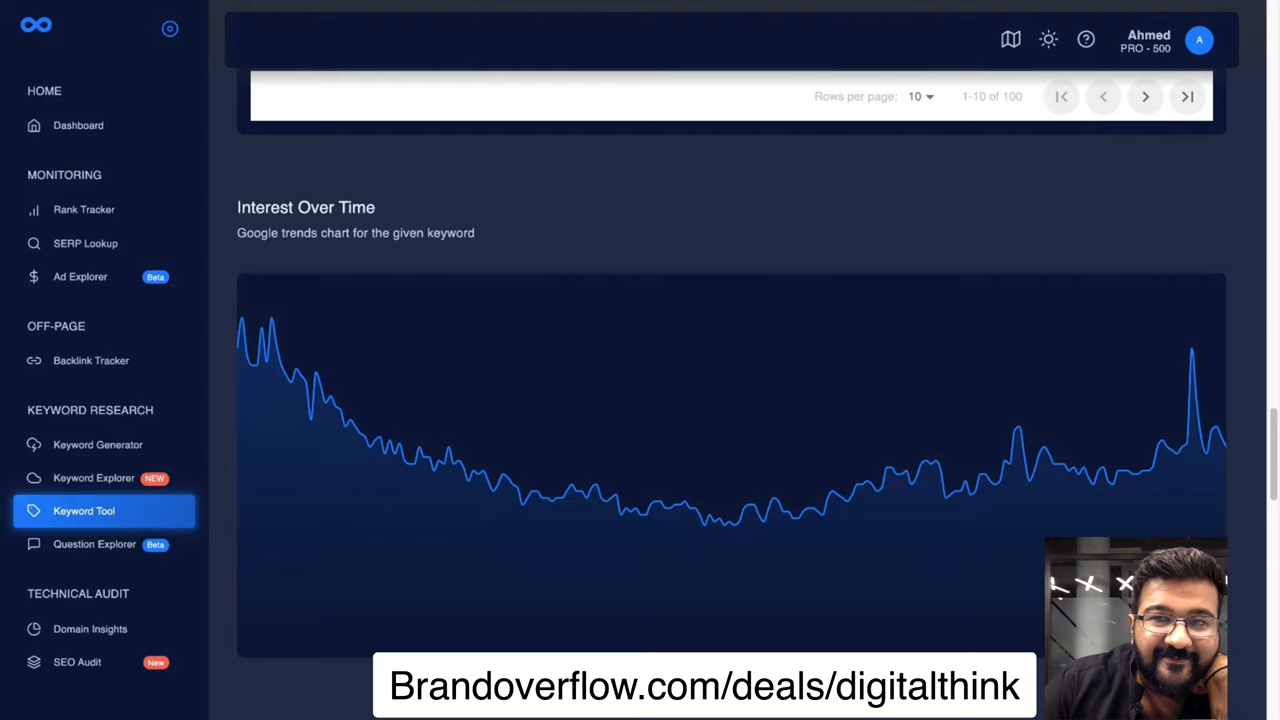 Ahmed
PRO - 500
A
HOME
Dashboard
MONITORING
Rank Tracker
SERP Lookup
Ad Explorer Beta
OFF-PAGE
Backlink Tracker
KEYWORD RESEARCH
Keyword Generator
Keyword Explorer NEW
Keyword Tool
Question Explorer Beta
TECHNICAL AUDIT
Domain Insights
SEO Audit New
Rows per page: 10 1-10 of 100
Interest Over Time
Google trends chart for the given keyword
Brandoverflow.com/deals/digitalthink